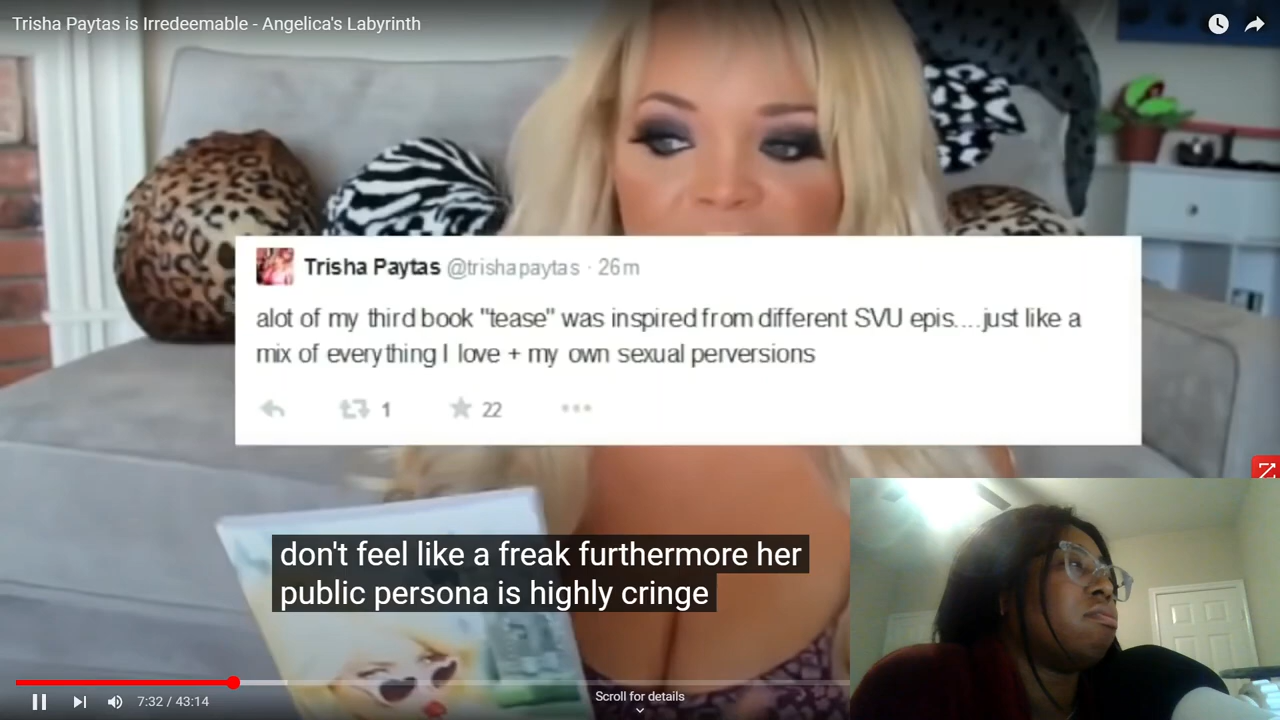 Trisha Paytas is Irredeemable - Angelica's Labyrinth
Trisha Paytas @trishapaytas · 26m
alot of my third book "tease" was inspired from different SVU epis....just like a
mix of everything I love + my own sexual perversions
1 22
don't feel like a freak furthermore her
public persona is highly cringe
7:32 / 43:14
Scroll for details